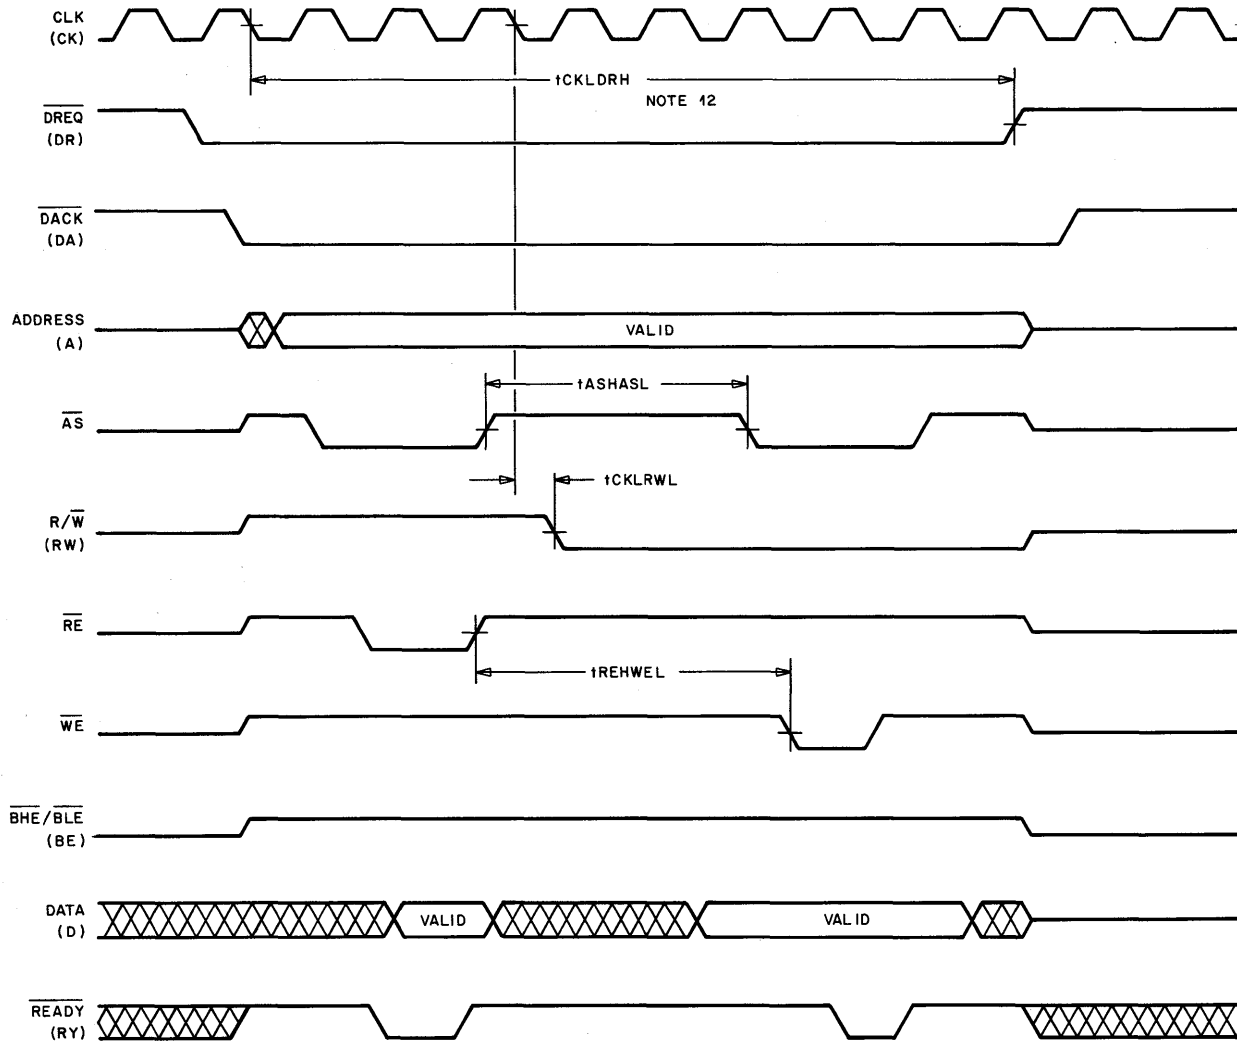 CLK
(CK)
tCKLDRH
NOTE 12
DREQ
(DR)
DACK
(DA)
ADDRESS
(A)
VALID
tASHASL
AS
tCKLRWL
R/W
(RW)
RE
tREHWEL
WE
BHE/BLE
(BE)
DATA
(D)
VALID
VALID
READY
(RY)